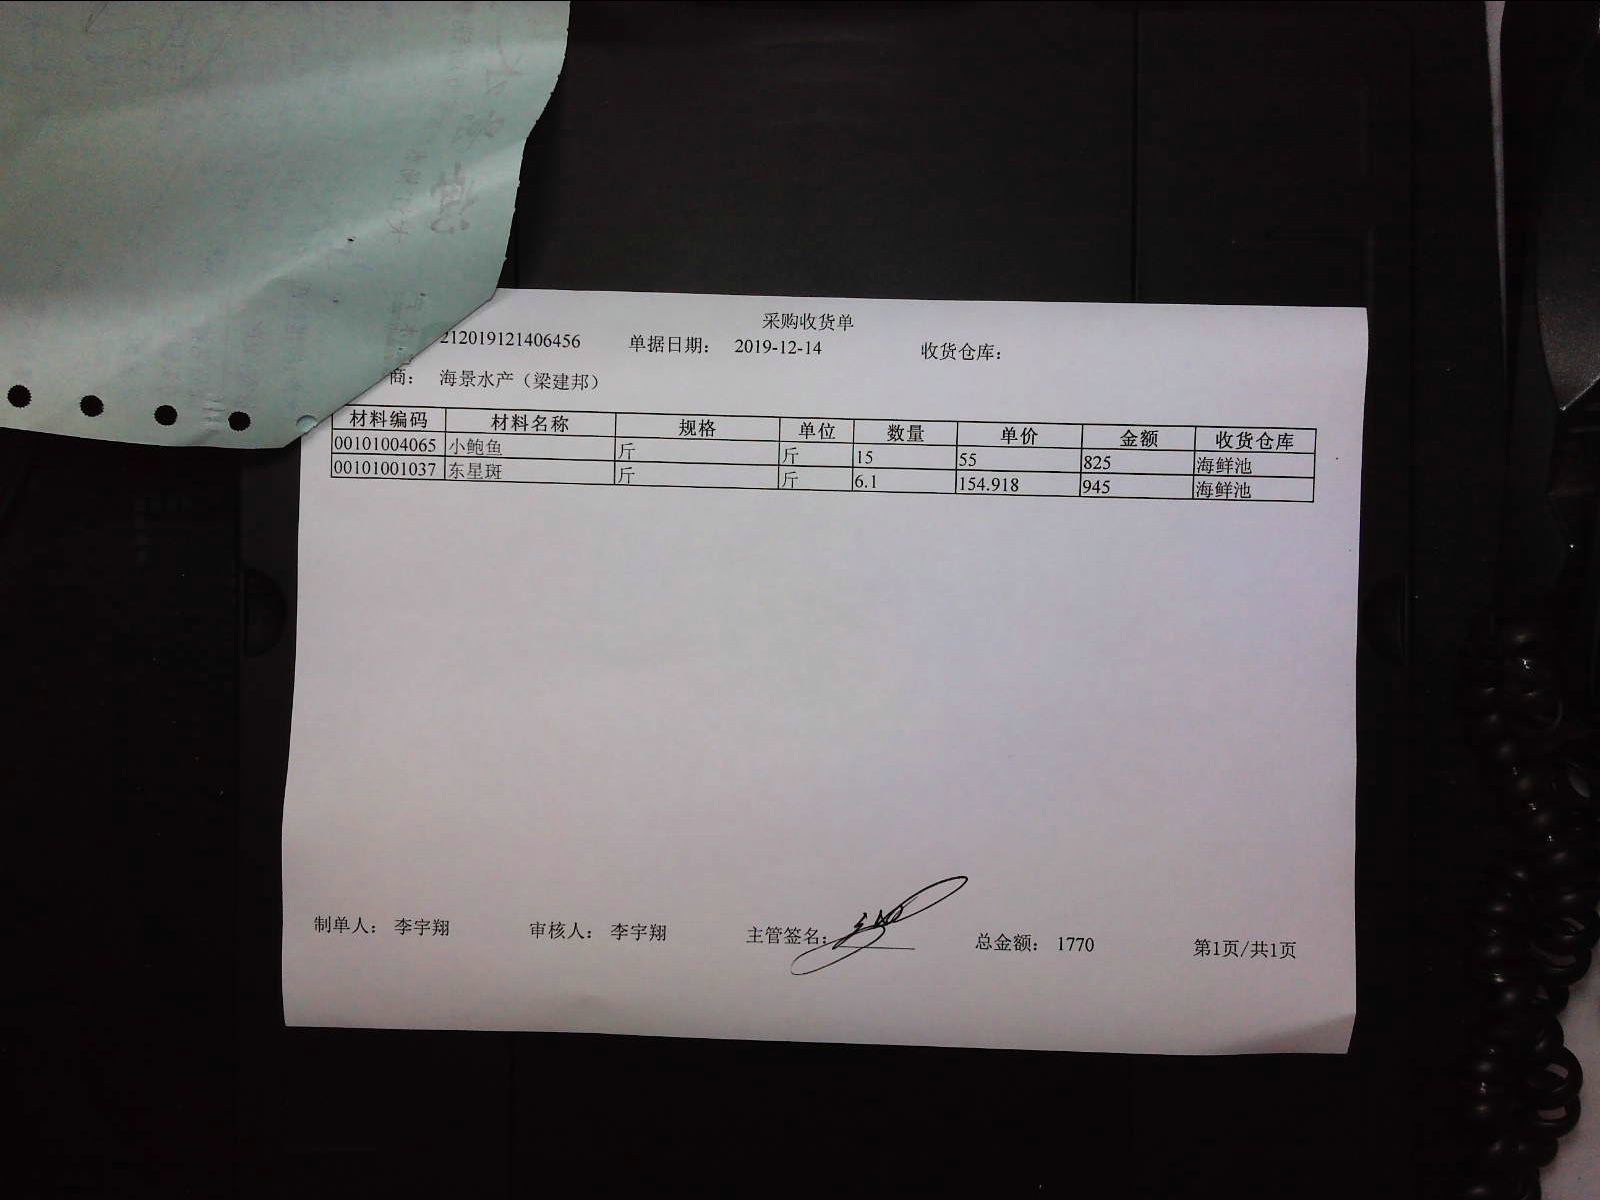 采购收货单
212019121406456 单据日期： 2019-12-14 收货仓库：
商： 海景水产（梁建邦）
材料编码 材料名称 规格 单位 数量 单价 金额 收货仓库
00101004065 小鲍鱼 斤 斤 15 55 825 海鲜池
00101001037 东星斑 斤 斤 6.1 154.918 945 海鲜池
制单人： 李宇翔 审核人： 李宇翔 主管签名： 总金额： 1770 第1页/共1页